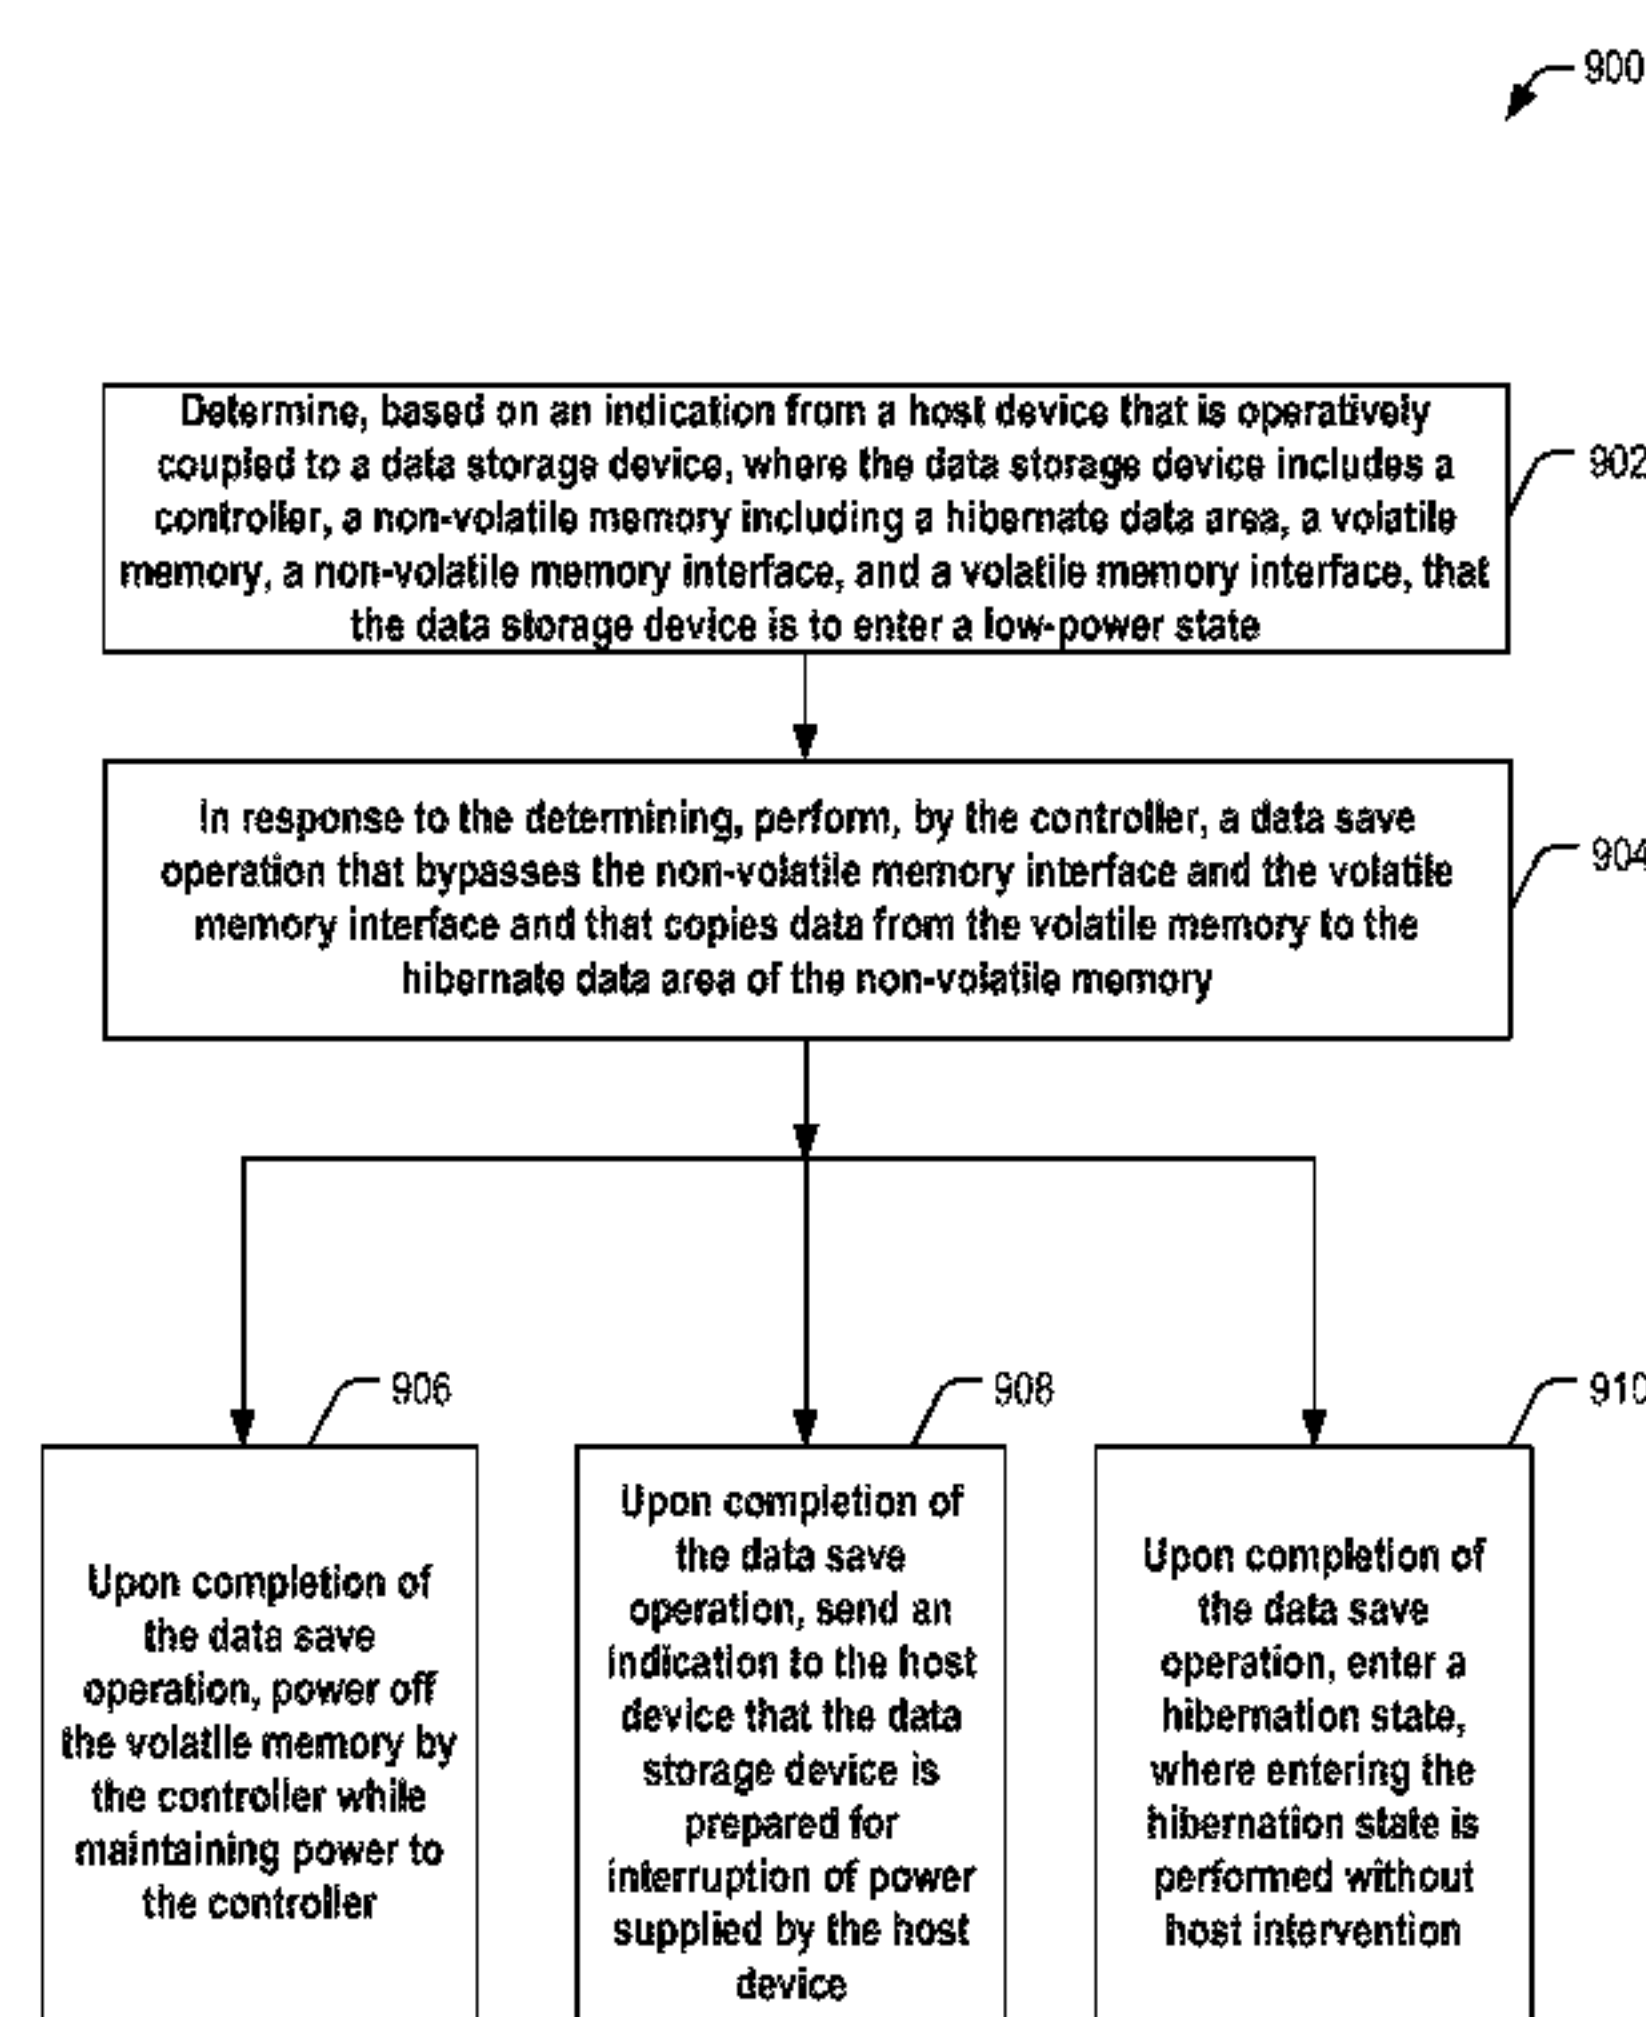 900
Determine, based on an indication from a host device that is operatively
coupled to a data storage device, where the data storage device includes a
controller, a non-volatile memory including a hibernate data area, a volatile
memory, a non-volatile memory interface, and a volatile memory interface, that
the data storage device is to enter a low-power state
902
In response to the determining, perform, by the controller, a data save
operation that bypasses the non-volatile memory interface and the volatile
memory interface and that copies data from the volatile memory to the
hibernate data area of the non-volatile memory
904
906
Upon completion of
the data save
operation, power off
the volatile memory by
the controller while
maintaining power to
the controller
908
Upon completion of
the data save
operation, send an
indication to the host
device that the data
storage device is
prepared for
interruption of power
supplied by the host
device
910
Upon completion of
the data save
operation, enter a
hibernation state,
where entering the
hibernation state is
performed without
host intervention